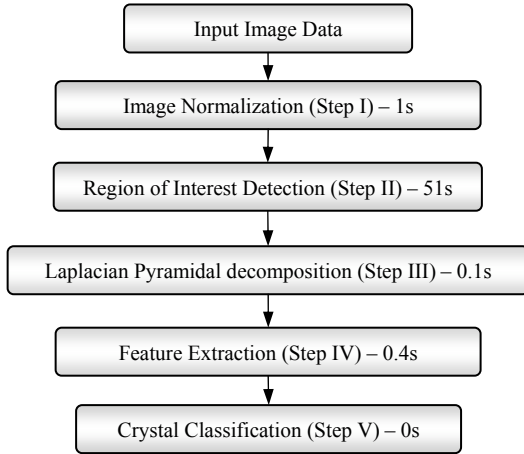 Input Image Data
Image Normalization (Step I) – 1s
Region of Interest Detection (Step II) – 51s
Laplacian Pyramidal decomposition (Step III) – 0.1s
Feature Extraction (Step IV) – 0.4s
Crystal Classification (Step V) – 0s